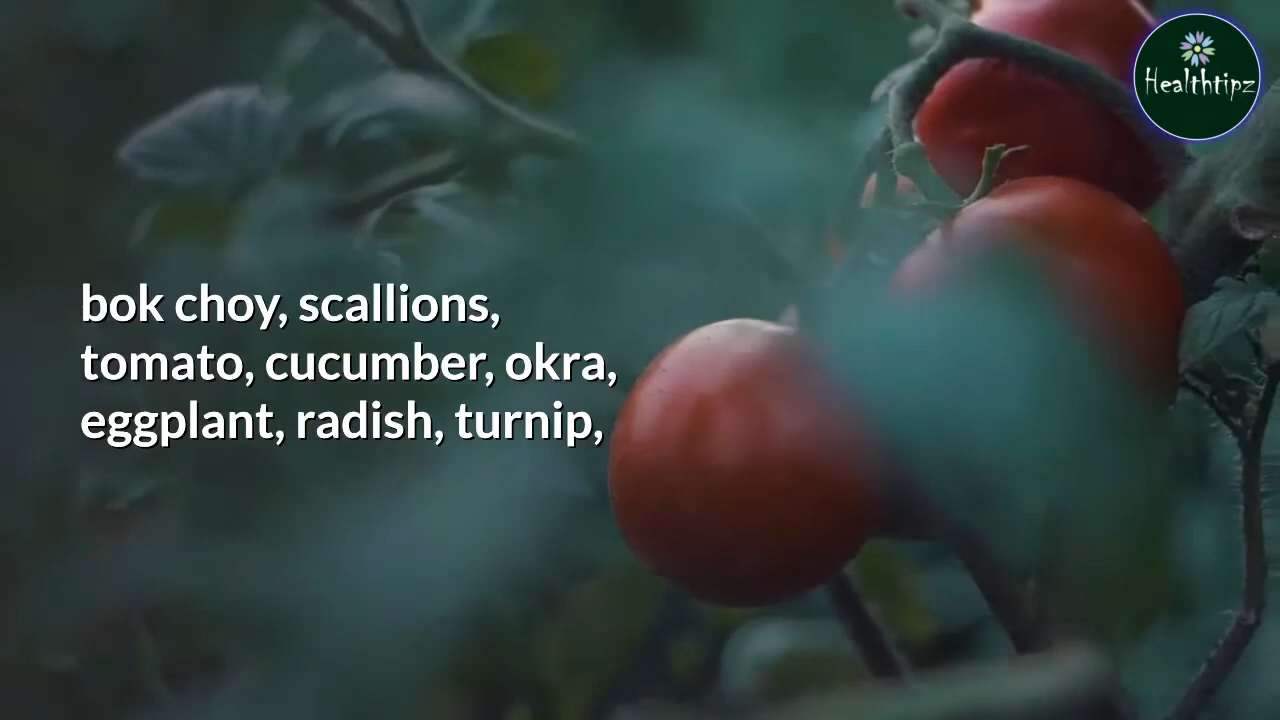 Healthtipz
bok choy, scallions,
tomato, cucumber, okra,
eggplant, radish, turnip,